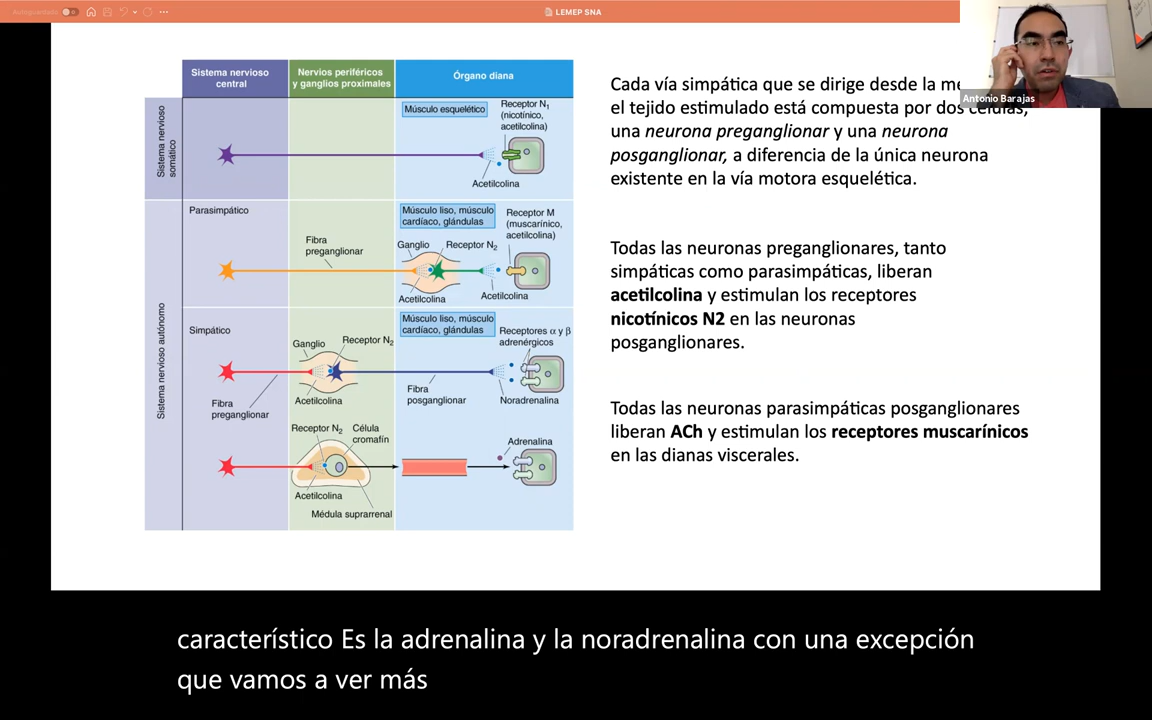 Autoguardado
LEMEP SNA
Antonio Barajas
Sistema nervioso
central
Nervios periféricos
y ganglios proximales
Órgano diana
Sistema nervioso
somático
Músculo esquelético
Receptor N1
(nicotínico,
acetilcolina)
Acetilcolina
Sistema nervioso autónomo
Parasimpático
Fibra
preganglionar
Músculo liso, músculo
cardíaco, glándulas
Receptor M
(muscarínico,
acetilcolina)
Ganglio
Receptor N2
Acetilcolina
Acetilcolina
Simpático
Músculo liso, músculo
cardíaco, glándulas
Receptores α y β
adrenérgicos
Ganglio
Receptor N2
Acetilcolina
Fibra
preganglionar
Fibra
posganglionar
Noradrenalina
Receptor N2
Célula
cromafín
Adrenalina
Acetilcolina
Médula suprarrenal
Cada vía simpática que se dirige desde la
el tejido estimulado está compuesta por dos células,
una neurona preganglionar y una neurona
posganglionar, a diferencia de la única neurona
existente en la vía motora esquelética.
Todas las neuronas preganglionares, tanto
simpáticas como parasimpáticas, liberan
acetilcolina y estimulan los receptores
nicotínicos N2 en las neuronas
posganglionares.
Todas las neuronas parasimpáticas posganglionares
liberan ACh y estimulan los receptores muscarínicos
en las dianas viscerales.
característico Es la adrenalina y la noradrenalina con una excepción
que vamos a ver más